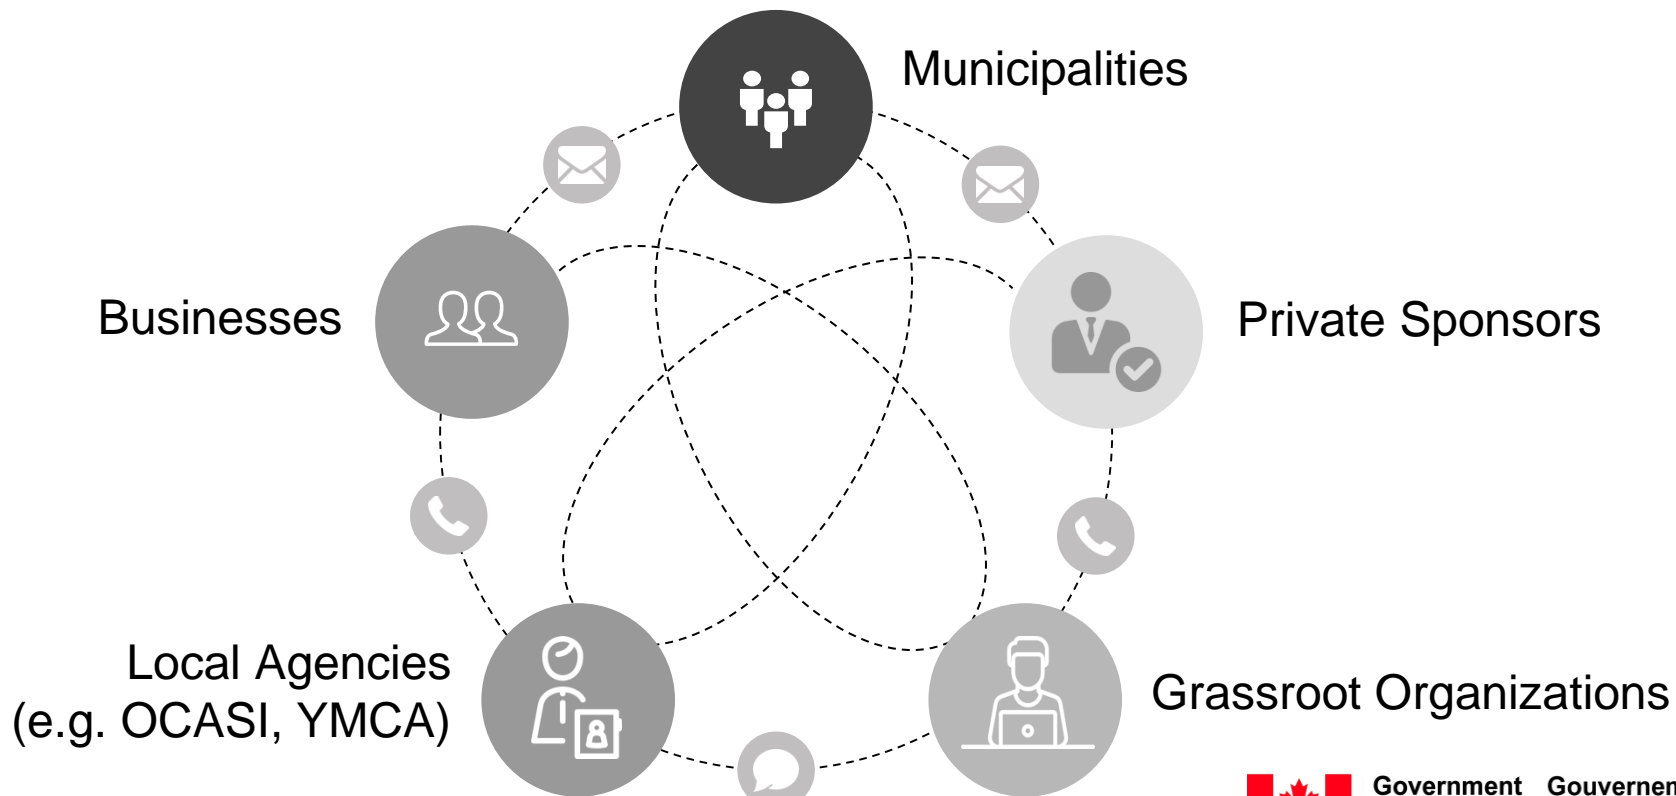 Municipalities
Businesses
Private Sponsors
Local Agencies
(e.g. OCASI, YMCA)
Grassroot Organizations
Government